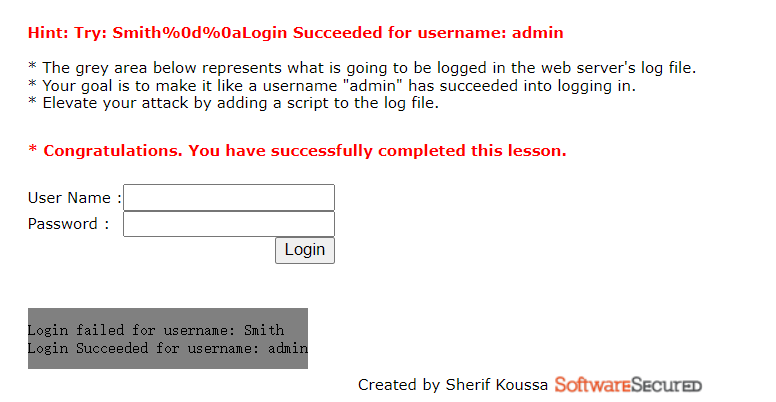 Hint: Try: Smith%0d%0aLogin Succeeded for username: admin
* The grey area below represents what is going to be logged in the web server's log file.
* Your goal is to make it like a username "admin" has succeeded into logging in.
* Elevate your attack by adding a script to the log file.
* Congratulations. You have successfully completed this lesson.
User Name :
Password :
Login
Login failed for username: Smith
Login Succeeded for username: admin
Created by Sherif Koussa SoftwareSecured